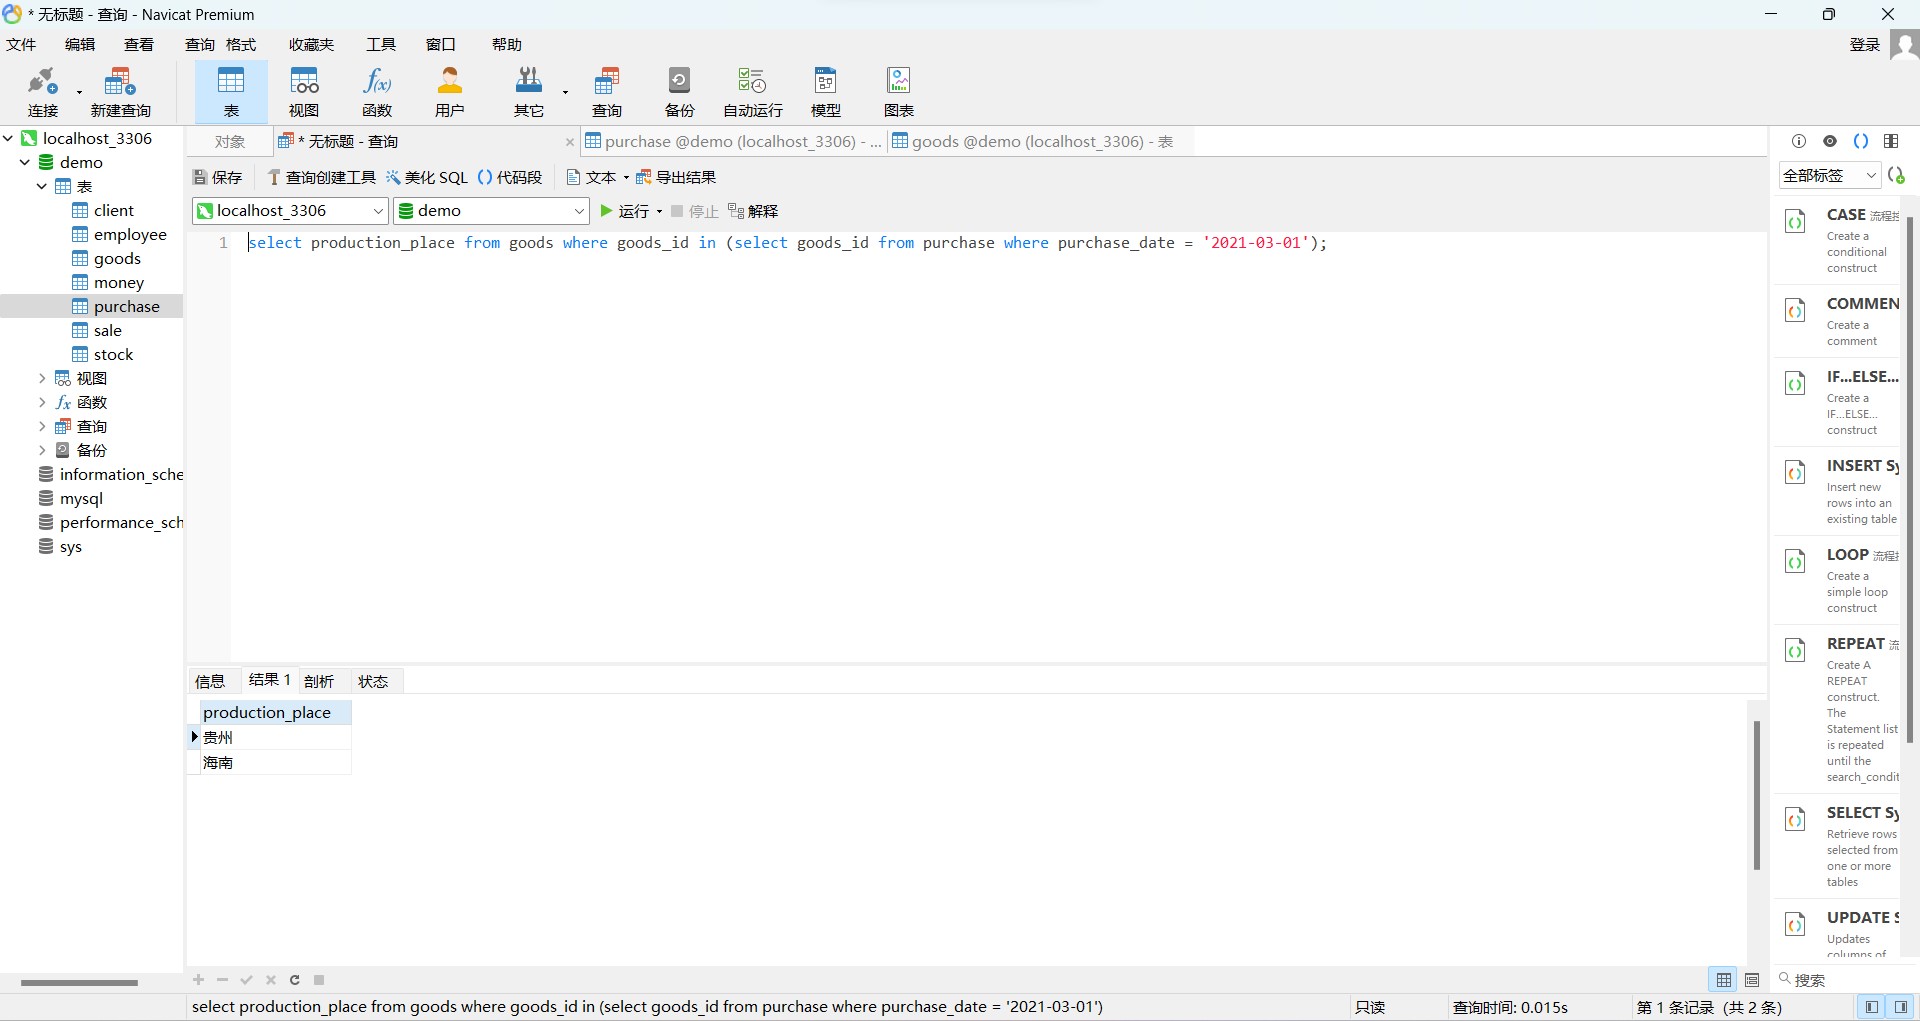 * 无标题 - 查询 - Navicat Premium
文件 编辑 查看 查询 格式 收藏夹 工具 窗口 帮助 登录
连接 新建查询 表 视图 函数 用户 其它 查询 备份 自动运行 模型 图表
localhost_3306
demo
表
client
employee
goods
money
purchase
sale
stock
视图
函数
查询
备份
information_sche
mysql
performance_sch
sys
对象 * 无标题 - 查询 purchase @demo (localhost_3306) - ... goods @demo (localhost_3306) - 表
保存 查询创建工具 美化 SQL () 代码段 文本 导出结果
localhost_3306 demo 运行 停止 解释
1 select production_place from goods where goods_id in (select goods_id from purchase where purchase_date = '2021-03-01');
信息 结果 1 剖析 状态
production_place
贵州
海南
全部标签
CASE 流程控
Create a
conditional
construct
COMMEN
Create a
comment
IF...ELSE...
Create a
IF...ELSE...
construct
INSERT Sy
Insert new
rows into an
existing table
LOOP 流程控
Create a
simple loop
construct
REPEAT 流
Create A
REPEAT
construct.
The
Statement list
is repeated
until the
search_condit
SELECT Sy
Retrieve rows
selected from
one or more
tables
UPDATE S
Updates
columns of
搜索
select production_place from goods where goods_id in (select goods_id from purchase where purchase_date = '2021-03-01') 只读 查询时间: 0.015s 第 1 条记录 (共 2 条)